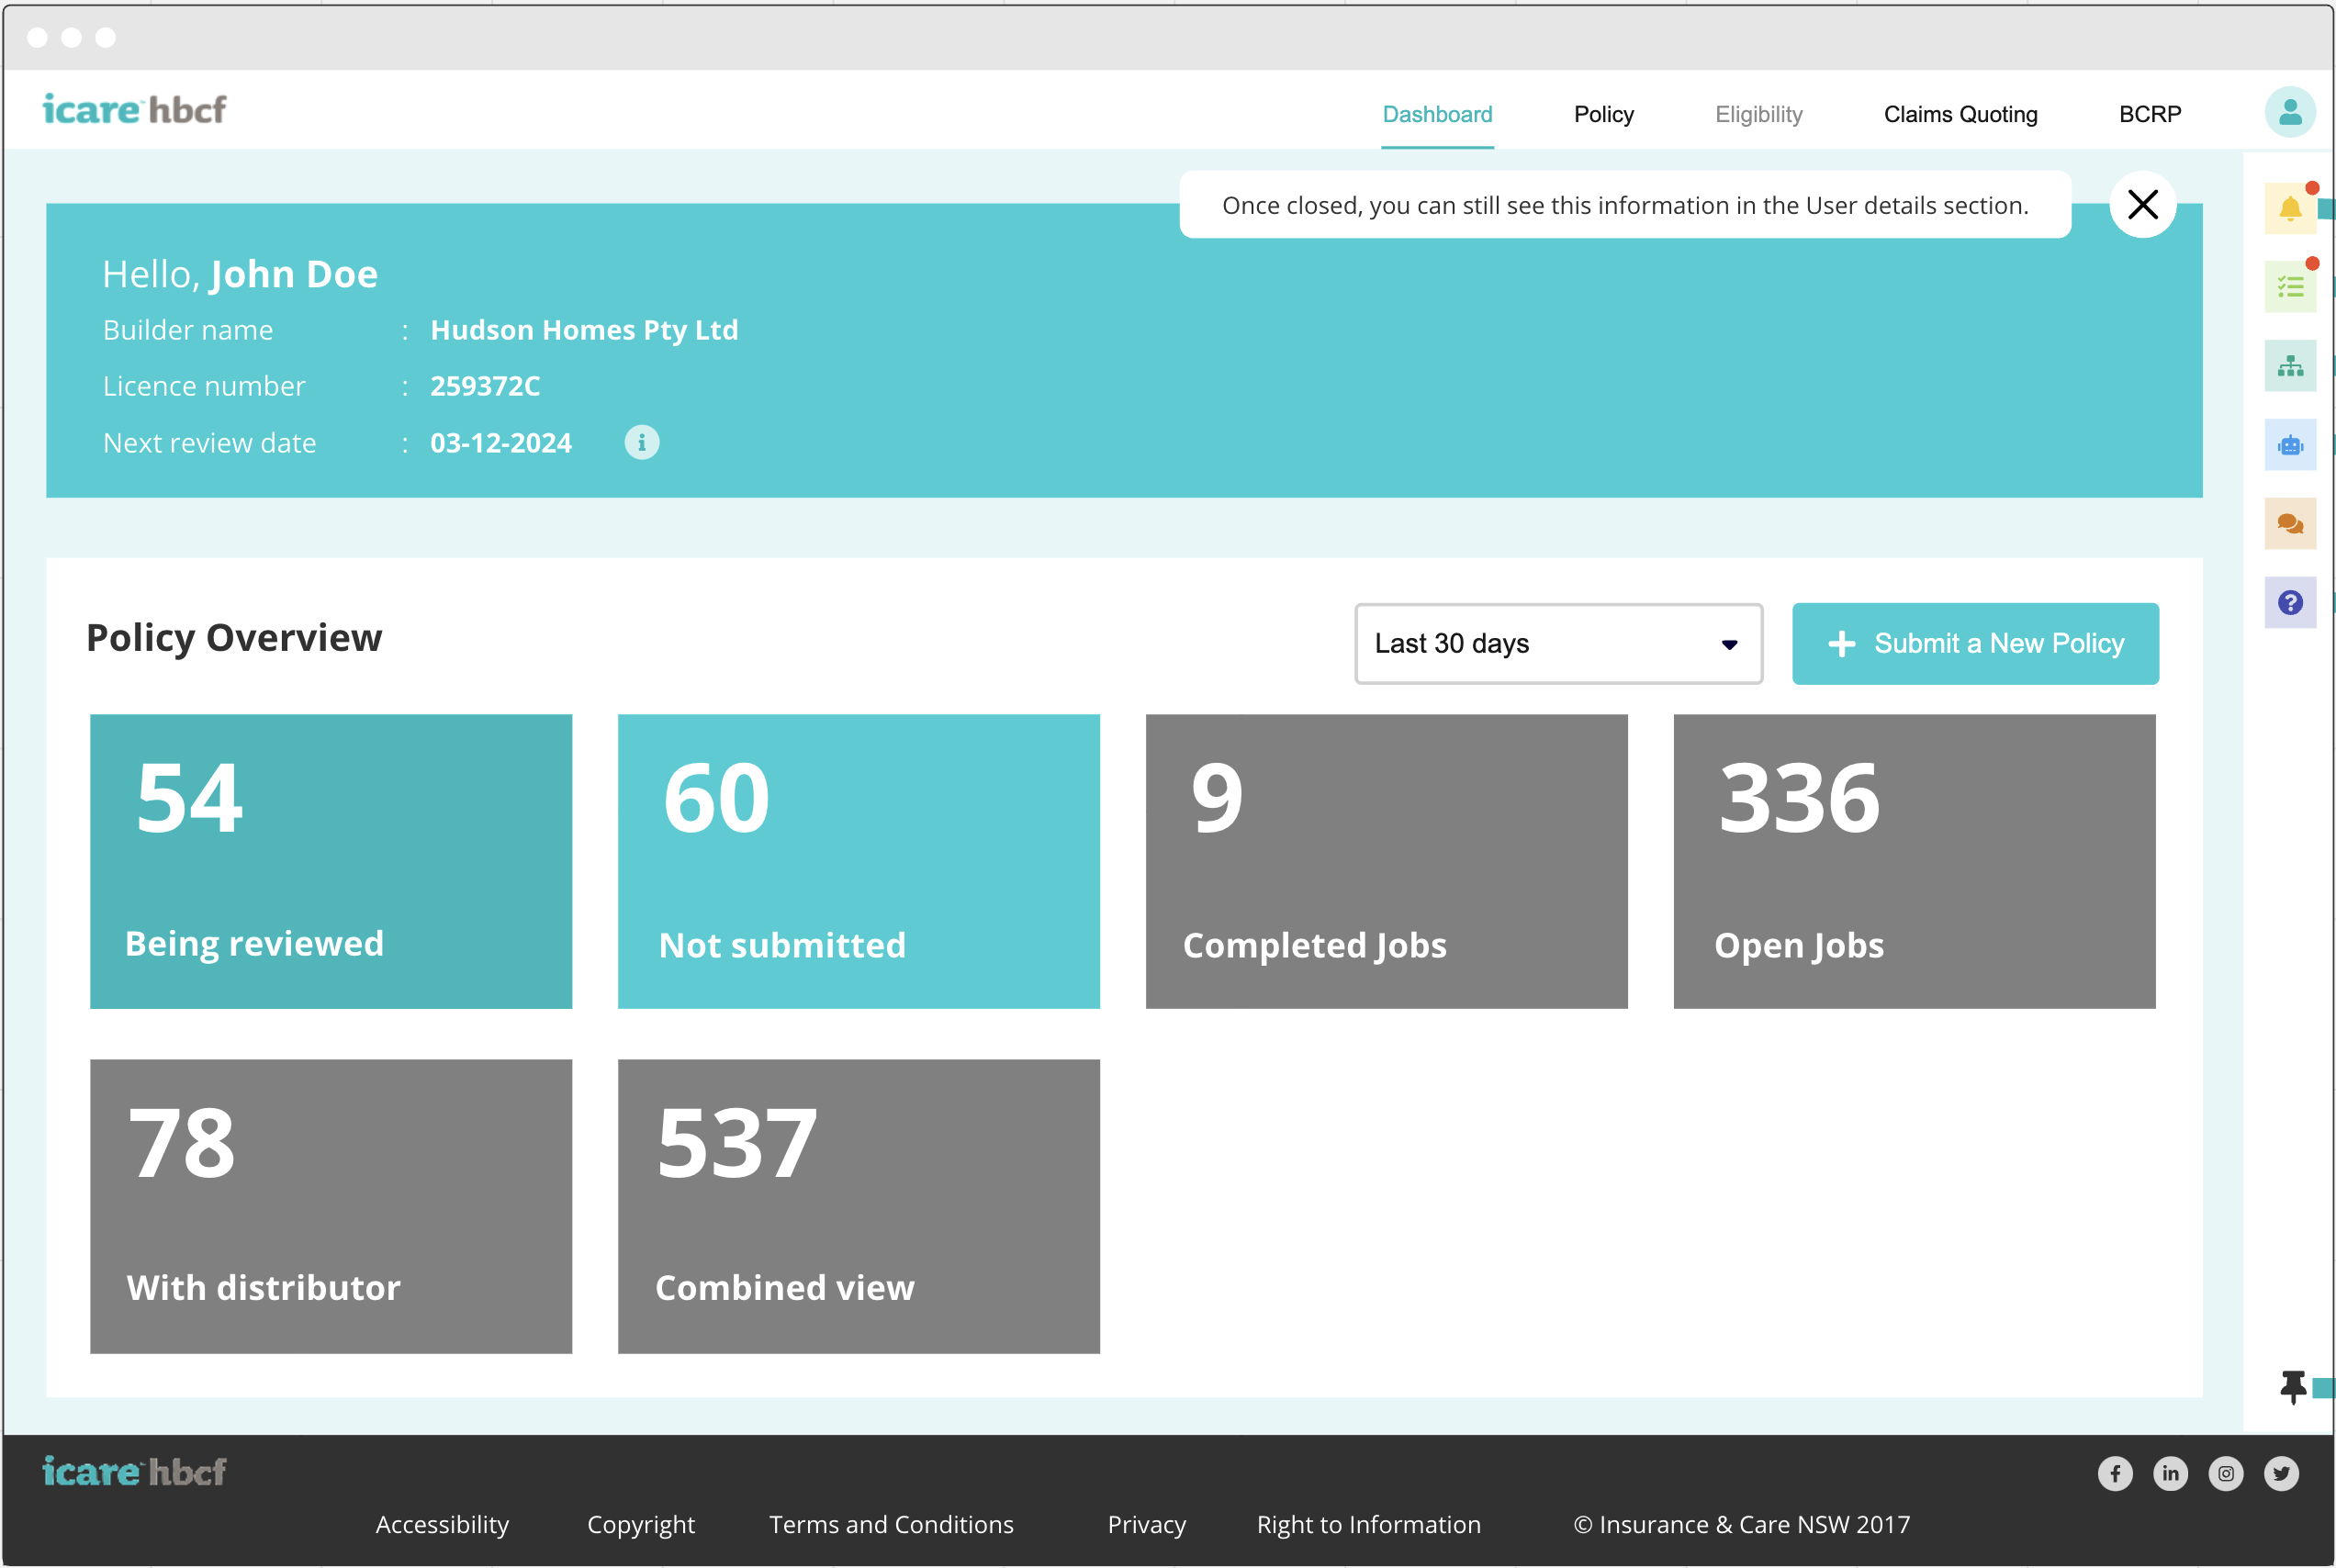 icare™ hbcf
Dashboard
Policy
Eligibility
Claims Quoting
BCRP
Once closed, you can still see this information in the User details section.
Hello, John Doe
Builder name : Hudson Homes Pty Ltd
Licence number : 259372C
Next review date : 03-12-2024
Policy Overview
Last 30 days
Submit a New Policy
54
Being reviewed
60
Not submitted
9
Completed Jobs
336
Open Jobs
78
With distributor
537
Combined view
icare™ hbcf
Accessibility
Copyright
Terms and Conditions
Privacy
Right to Information
© Insurance & Care NSW 2017